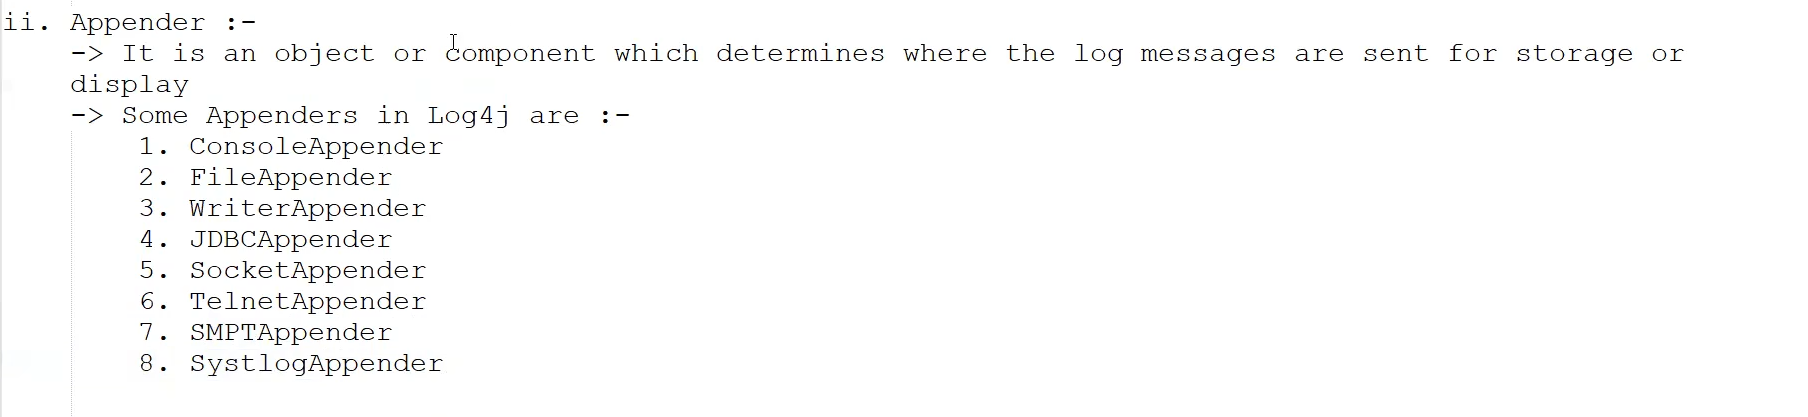 ii. Appender :-
-> It is an object or component which determines where the log messages are sent for storage or
display
-> Some Appenders in Log4j are :-
1. ConsoleAppender
2. FileAppender
3. WriterAppender
4. JDBCAppender
5. SocketAppender
6. TelnetAppender
7. SMPTAppender
8. SystlogAppender